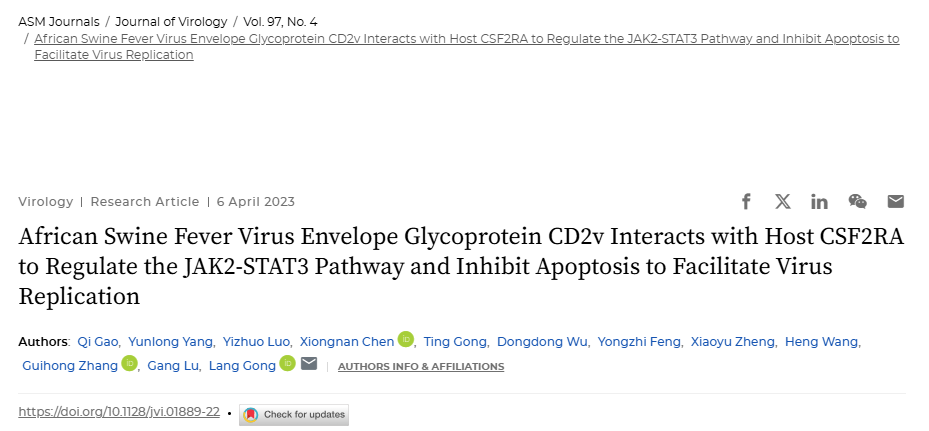 ASM Journals / Journal of Virology / Vol. 97, No. 4
/ African Swine Fever Virus Envelope Glycoprotein CD2v Interacts with Host CSF2RA to Regulate the JAK2-STAT3 Pathway and Inhibit Apoptosis to
Facilitate Virus Replication
Virology | Research Article | 6 April 2023
African Swine Fever Virus Envelope Glycoprotein CD2v Interacts with Host CSF2RA
to Regulate the JAK2-STAT3 Pathway and Inhibit Apoptosis to Facilitate Virus
Replication
Authors: Qi Gao, Yunlong Yang, Yizhuo Luo, Xiongnan Chen iD, Ting Gong, Dongdong Wu, Yongzhi Feng, Xiaoyu Zheng, Heng Wang,
Guihong Zhang iD, Gang Lu, Lang Gong iD | AUTHORS INFO & AFFILIATIONS
https://doi.org/10.1128/jvi.01889-22 • Check for updates